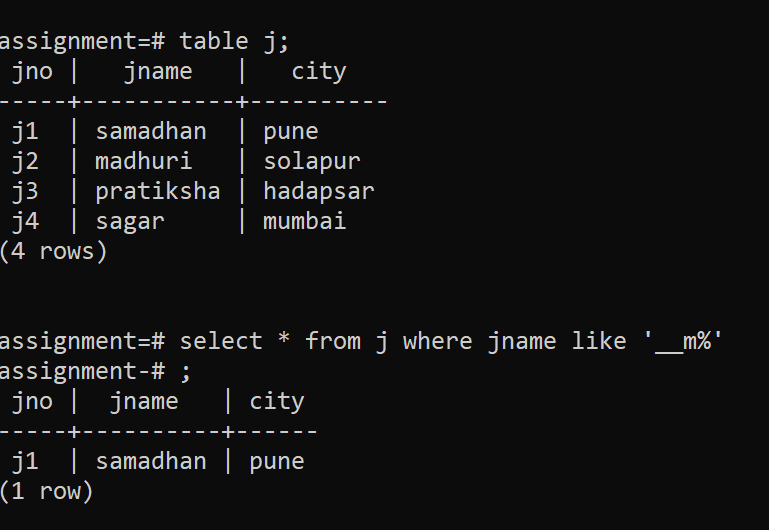 assignment=# table j;
 jno |   jname   |   city
-----+-----------+----------
 j1  | samadhan  | pune
 j2  | madhuri   | solapur
 j3  | pratiksha | hadapsar
 j4  | sagar     | mumbai
(4 rows)
assignment=# select * from j where jname like '__m%'
assignment-# ;
 jno |  jname   | city
-----+----------+------
 j1  | samadhan | pune
(1 row)